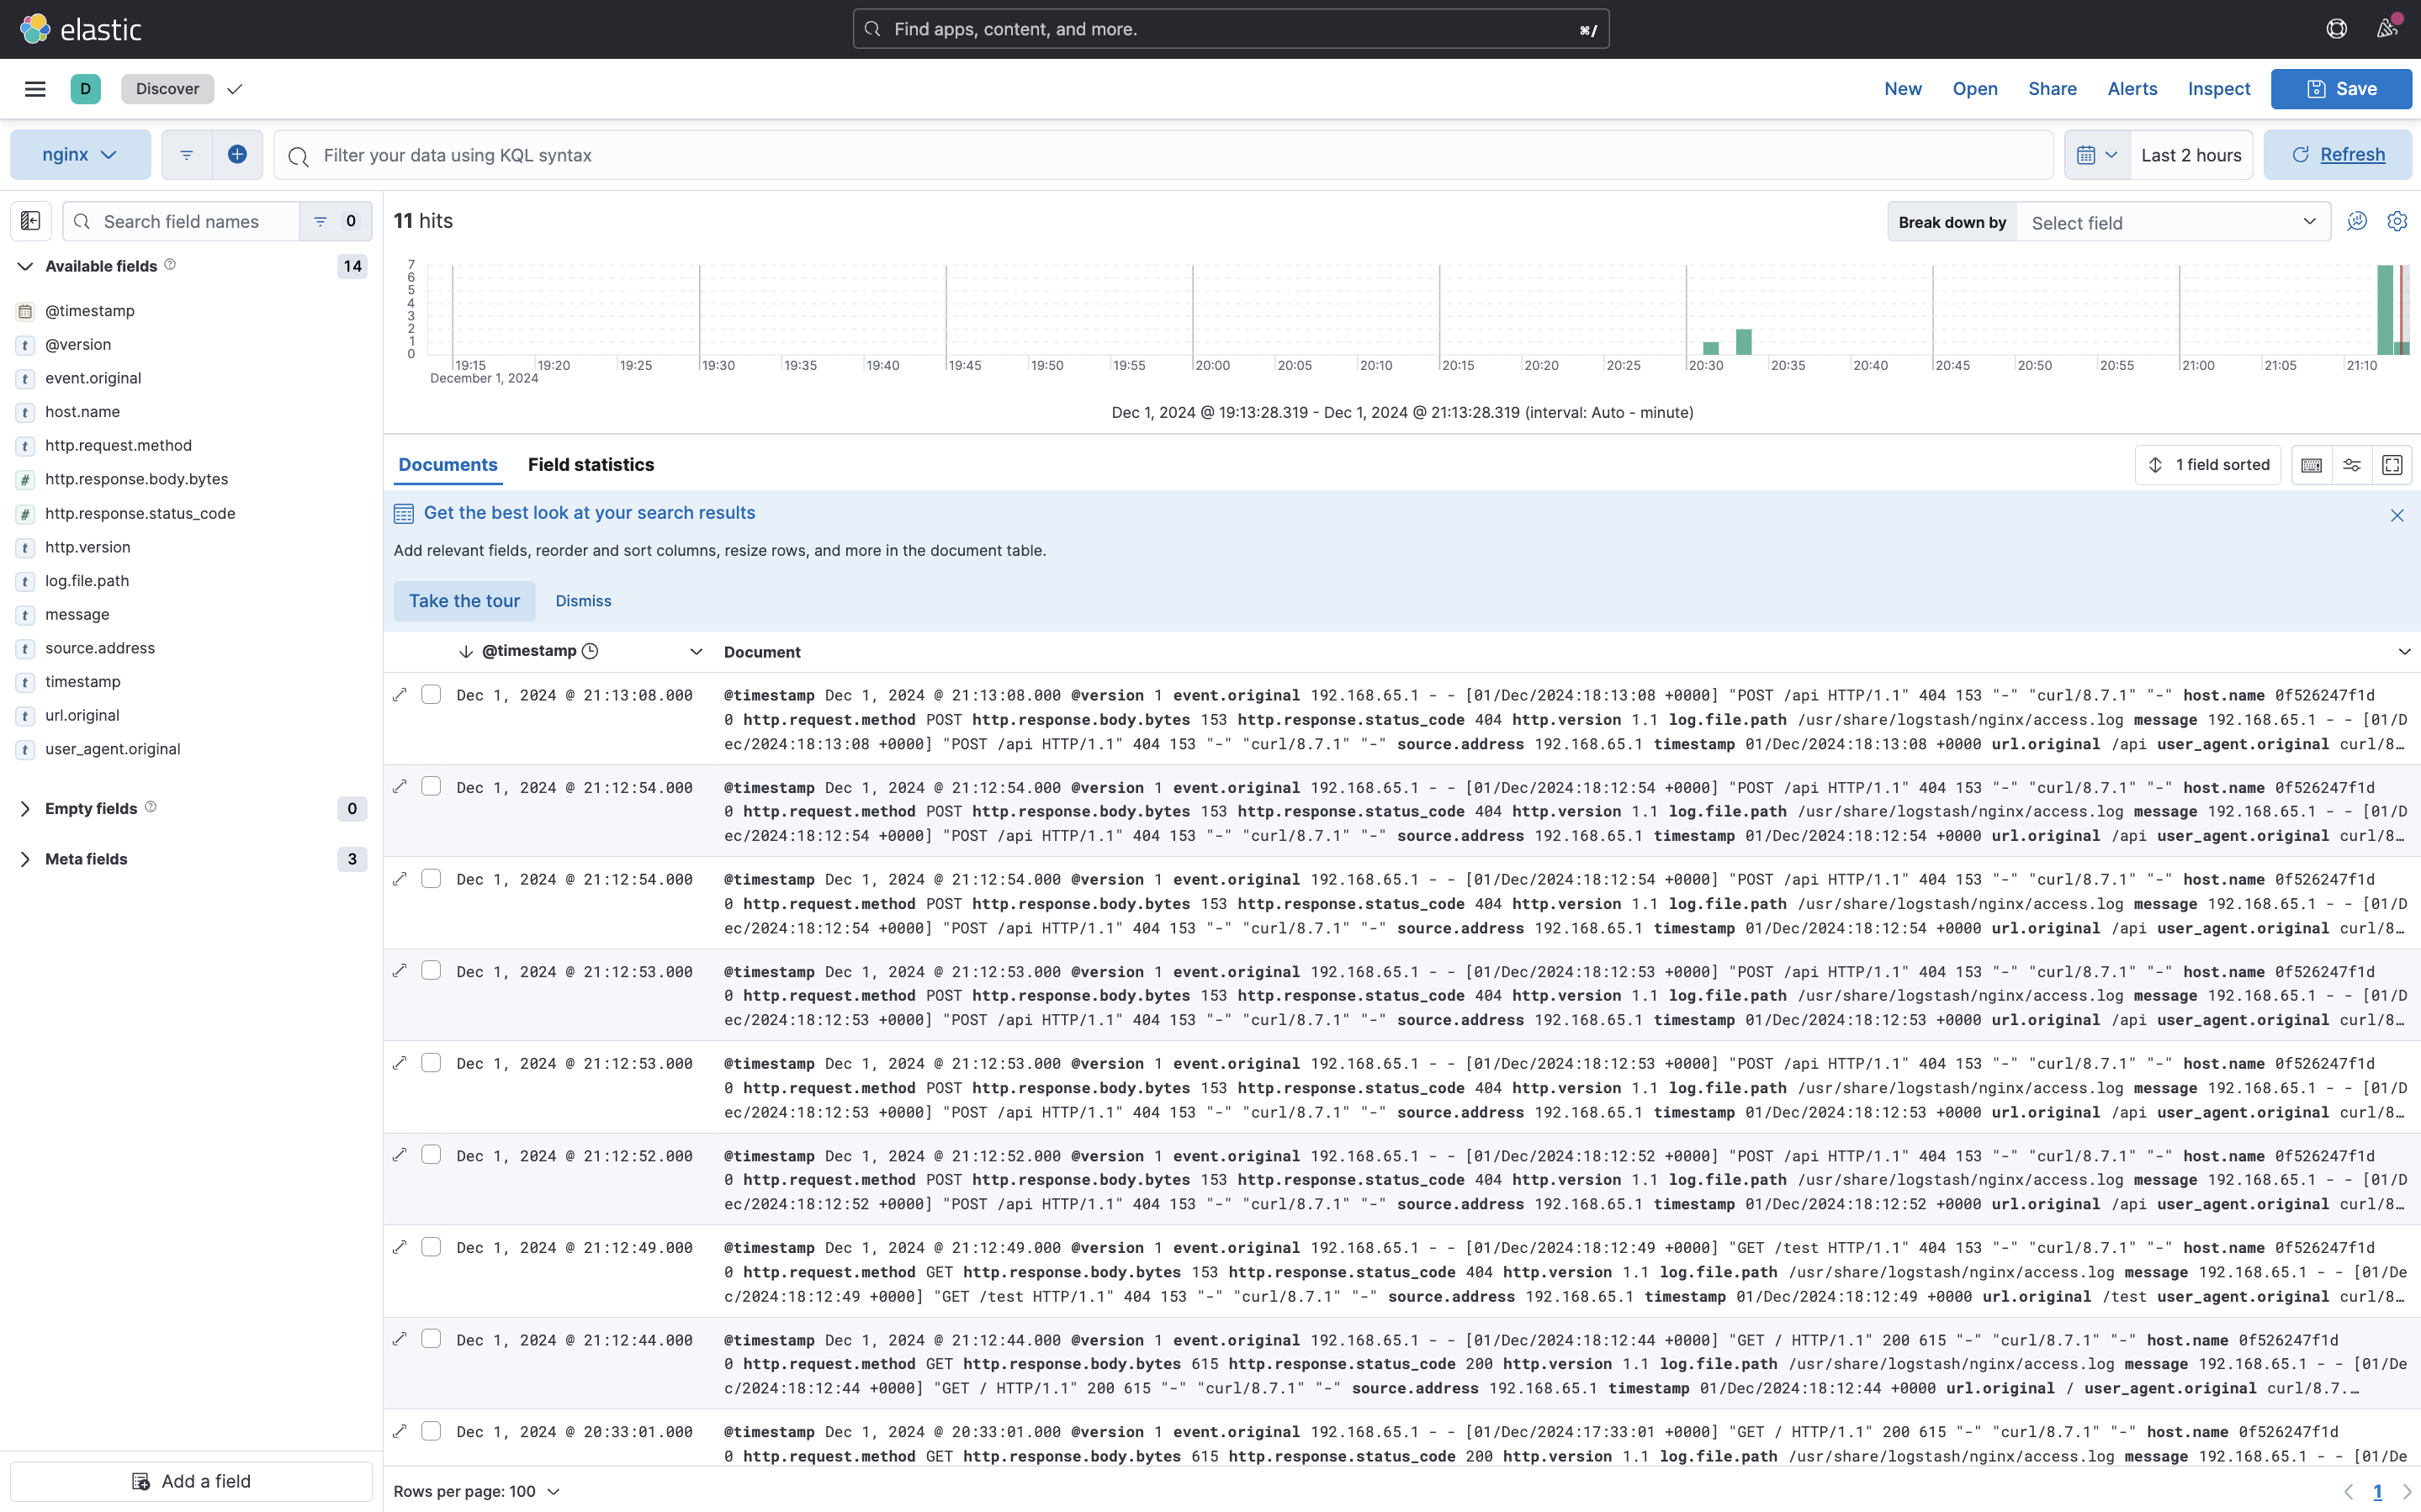 elastic
Find apps, content, and more.
⌘/
D
Discover
New
Open
Share
Alerts
Inspect
Save
nginx
Filter your data using KQL syntax
Last 2 hours
Refresh
Search field names
0
Available fields
14
@timestamp
t @version
t event.original
t host.name
t http.request.method
# http.response.body.bytes
# http.response.status_code
t http.version
t log.file.path
t message
t source.address
t timestamp
t url.original
t user_agent.original
Empty fields
0
Meta fields
3
Add a field
11 hits
Break down by
Select field
7
6
5
4
3
2
1
0
19:15 19:20 19:25 19:30 19:35 19:40 19:45 19:50 19:55 20:00 20:05 20:10 20:15 20:20 20:25 20:30 20:35 20:40 20:45 20:50 20:55 21:00 21:05 21:10
December 1, 2024
Dec 1, 2024 @ 19:13:28.319 - Dec 1, 2024 @ 21:13:28.319 (interval: Auto - minute)
Documents
Field statistics
1 field sorted
Get the best look at your search results
Add relevant fields, reorder and sort columns, resize rows, and more in the document table.
Take the tour
Dismiss
@timestamp
Document
Dec 1, 2024 @ 21:13:08.000
@timestamp Dec 1, 2024 @ 21:13:08.000 @version 1 event.original 192.168.65.1 - - [01/Dec/2024:18:13:08 +0000] "POST /api HTTP/1.1" 404 153 "-" "curl/8.7.1" "-" host.name 0f526247f1d
0 http.request.method POST http.response.body.bytes 153 http.response.status_code 404 http.version 1.1 log.file.path /usr/share/logstash/nginx/access.log message 192.168.65.1 - - [01/D
ec/2024:18:13:08 +0000] "POST /api HTTP/1.1" 404 153 "-" "curl/8.7.1" "-" source.address 192.168.65.1 timestamp 01/Dec/2024:18:13:08 +0000 url.original /api user_agent.original curl/8…
Dec 1, 2024 @ 21:12:54.000
@timestamp Dec 1, 2024 @ 21:12:54.000 @version 1 event.original 192.168.65.1 - - [01/Dec/2024:18:12:54 +0000] "POST /api HTTP/1.1" 404 153 "-" "curl/8.7.1" "-" host.name 0f526247f1d
0 http.request.method POST http.response.body.bytes 153 http.response.status_code 404 http.version 1.1 log.file.path /usr/share/logstash/nginx/access.log message 192.168.65.1 - - [01/D
ec/2024:18:12:54 +0000] "POST /api HTTP/1.1" 404 153 "-" "curl/8.7.1" "-" source.address 192.168.65.1 timestamp 01/Dec/2024:18:12:54 +0000 url.original /api user_agent.original curl/8…
Dec 1, 2024 @ 21:12:54.000
@timestamp Dec 1, 2024 @ 21:12:54.000 @version 1 event.original 192.168.65.1 - - [01/Dec/2024:18:12:54 +0000] "POST /api HTTP/1.1" 404 153 "-" "curl/8.7.1" "-" host.name 0f526247f1d
0 http.request.method POST http.response.body.bytes 153 http.response.status_code 404 http.version 1.1 log.file.path /usr/share/logstash/nginx/access.log message 192.168.65.1 - - [01/D
ec/2024:18:12:54 +0000] "POST /api HTTP/1.1" 404 153 "-" "curl/8.7.1" "-" source.address 192.168.65.1 timestamp 01/Dec/2024:18:12:54 +0000 url.original /api user_agent.original curl/8…
Dec 1, 2024 @ 21:12:53.000
@timestamp Dec 1, 2024 @ 21:12:53.000 @version 1 event.original 192.168.65.1 - - [01/Dec/2024:18:12:53 +0000] "POST /api HTTP/1.1" 404 153 "-" "curl/8.7.1" "-" host.name 0f526247f1d
0 http.request.method POST http.response.body.bytes 153 http.response.status_code 404 http.version 1.1 log.file.path /usr/share/logstash/nginx/access.log message 192.168.65.1 - - [01/D
ec/2024:18:12:53 +0000] "POST /api HTTP/1.1" 404 153 "-" "curl/8.7.1" "-" source.address 192.168.65.1 timestamp 01/Dec/2024:18:12:53 +0000 url.original /api user_agent.original curl/8…
Dec 1, 2024 @ 21:12:53.000
@timestamp Dec 1, 2024 @ 21:12:53.000 @version 1 event.original 192.168.65.1 - - [01/Dec/2024:18:12:53 +0000] "POST /api HTTP/1.1" 404 153 "-" "curl/8.7.1" "-" host.name 0f526247f1d
0 http.request.method POST http.response.body.bytes 153 http.response.status_code 404 http.version 1.1 log.file.path /usr/share/logstash/nginx/access.log message 192.168.65.1 - - [01/D
ec/2024:18:12:53 +0000] "POST /api HTTP/1.1" 404 153 "-" "curl/8.7.1" "-" source.address 192.168.65.1 timestamp 01/Dec/2024:18:12:53 +0000 url.original /api user_agent.original curl/8…
Dec 1, 2024 @ 21:12:52.000
@timestamp Dec 1, 2024 @ 21:12:52.000 @version 1 event.original 192.168.65.1 - - [01/Dec/2024:18:12:52 +0000] "POST /api HTTP/1.1" 404 153 "-" "curl/8.7.1" "-" host.name 0f526247f1d
0 http.request.method POST http.response.body.bytes 153 http.response.status_code 404 http.version 1.1 log.file.path /usr/share/logstash/nginx/access.log message 192.168.65.1 - - [01/D
ec/2024:18:12:52 +0000] "POST /api HTTP/1.1" 404 153 "-" "curl/8.7.1" "-" source.address 192.168.65.1 timestamp 01/Dec/2024:18:12:52 +0000 url.original /api user_agent.original curl/8…
Dec 1, 2024 @ 21:12:49.000
@timestamp Dec 1, 2024 @ 21:12:49.000 @version 1 event.original 192.168.65.1 - - [01/Dec/2024:18:12:49 +0000] "GET /test HTTP/1.1" 404 153 "-" "curl/8.7.1" "-" host.name 0f526247f1d
0 http.request.method GET http.response.body.bytes 153 http.response.status_code 404 http.version 1.1 log.file.path /usr/share/logstash/nginx/access.log message 192.168.65.1 - - [01/De
c/2024:18:12:49 +0000] "GET /test HTTP/1.1" 404 153 "-" "curl/8.7.1" "-" source.address 192.168.65.1 timestamp 01/Dec/2024:18:12:49 +0000 url.original /test user_agent.original curl/8…
Dec 1, 2024 @ 21:12:44.000
@timestamp Dec 1, 2024 @ 21:12:44.000 @version 1 event.original 192.168.65.1 - - [01/Dec/2024:18:12:44 +0000] "GET / HTTP/1.1" 200 615 "-" "curl/8.7.1" "-" host.name 0f526247f1d
0 http.request.method GET http.response.body.bytes 615 http.response.status_code 200 http.version 1.1 log.file.path /usr/share/logstash/nginx/access.log message 192.168.65.1 - - [01/De
c/2024:18:12:44 +0000] "GET / HTTP/1.1" 200 615 "-" "curl/8.7.1" "-" source.address 192.168.65.1 timestamp 01/Dec/2024:18:12:44 +0000 url.original / user_agent.original curl/8.7.…
Dec 1, 2024 @ 20:33:01.000
@timestamp Dec 1, 2024 @ 20:33:01.000 @version 1 event.original 192.168.65.1 - - [01/Dec/2024:17:33:01 +0000] "GET / HTTP/1.1" 200 615 "-" "curl/8.7.1" "-" host.name 0f526247f1d
0 http.request.method GET http.response.body.bytes 615 http.response.status_code 200 http.version 1.1 log.file.path /usr/share/logstash/nginx/access.log message 192.168.65.1 - - [01/De
Rows per page: 100
1